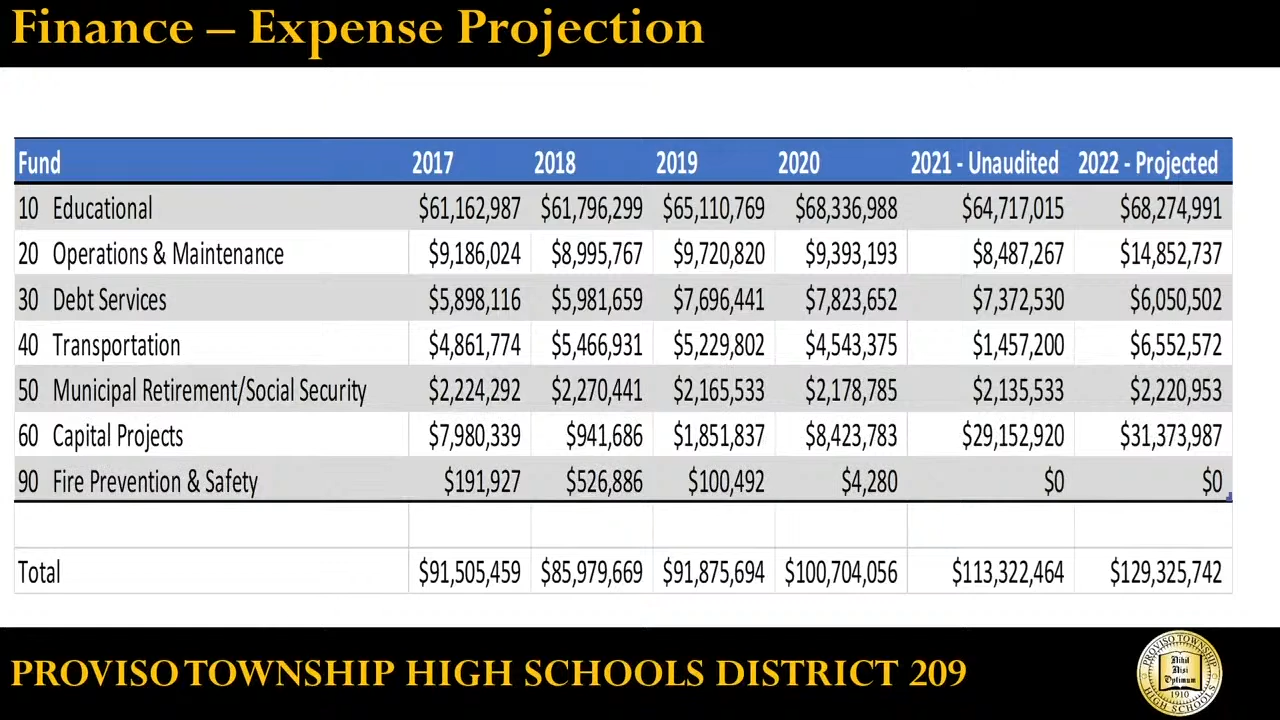 Finance – Expense Projection
Fund 2017 2018 2019 2020 2021 - Unaudited 2022 - Projected
10 Educational $61,162,987 $61,796,299 $65,110,769 $68,336,988 $64,717,015 $68,274,991
20 Operations & Maintenance $9,186,024 $8,995,767 $9,720,820 $9,393,193 $8,487,267 $14,852,737
30 Debt Services $5,898,116 $5,981,659 $7,696,441 $7,823,652 $7,372,530 $6,050,502
40 Transportation $4,861,774 $5,466,931 $5,229,802 $4,543,375 $1,457,200 $6,552,572
50 Municipal Retirement/Social Security $2,224,292 $2,270,441 $2,165,533 $2,178,785 $2,135,533 $2,220,953
60 Capital Projects $7,980,339 $941,686 $1,851,837 $8,423,783 $29,152,920 $31,373,987
90 Fire Prevention & Safety $191,927 $526,886 $100,492 $4,280 $0 $0
Total $91,505,459 $85,979,669 $91,875,694 $100,704,056 $113,322,464 $129,325,742
PROVISO TOWNSHIP HIGH SCHOOLS DISTRICT 209
PROVISO TOWNSHIP
Nihil
Nisi
Optimum
1910
HIGH SCHOOLS